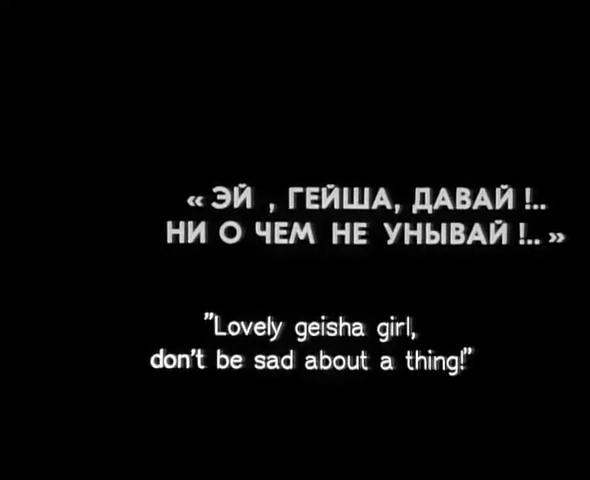 « ЭЙ , ГЕЙША, ДАВАЙ !..
НИ О ЧЕМ НЕ УНЫВАЙ !.. »
"Lovely geisha girl,
don't be sad about a thing!"